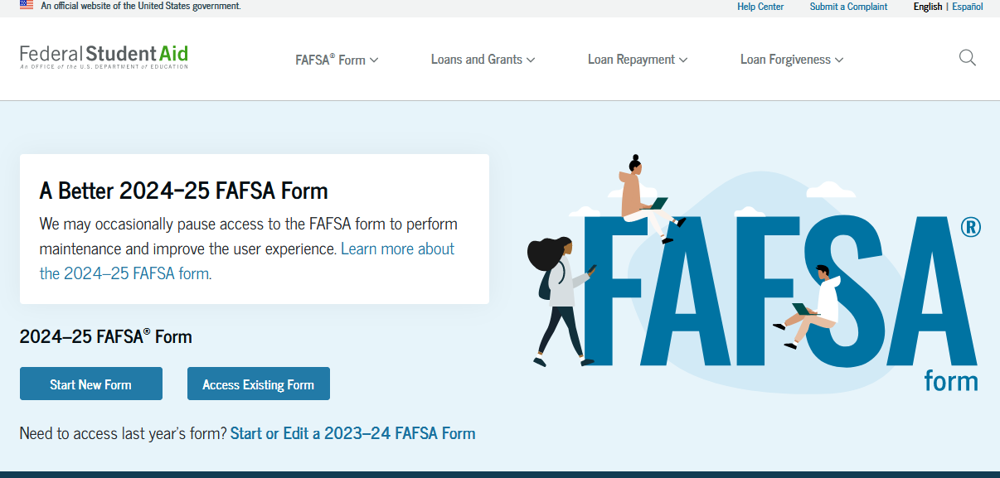 An official website of the United States government.
Help Center
Submit a Complaint
English | Español
Federal Student Aid
An OFFICE of the U.S. DEPARTMENT of EDUCATION
FAFSA® Form
Loans and Grants
Loan Repayment
Loan Forgiveness
A Better 2024–25 FAFSA Form
We may occasionally pause access to the FAFSA form to perform
maintenance and improve the user experience. Learn more about
the 2024–25 FAFSA form.
FAFSA®
form
2024–25 FAFSA® Form
Start New Form
Access Existing Form
Need to access last year's form? Start or Edit a 2023–24 FAFSA Form